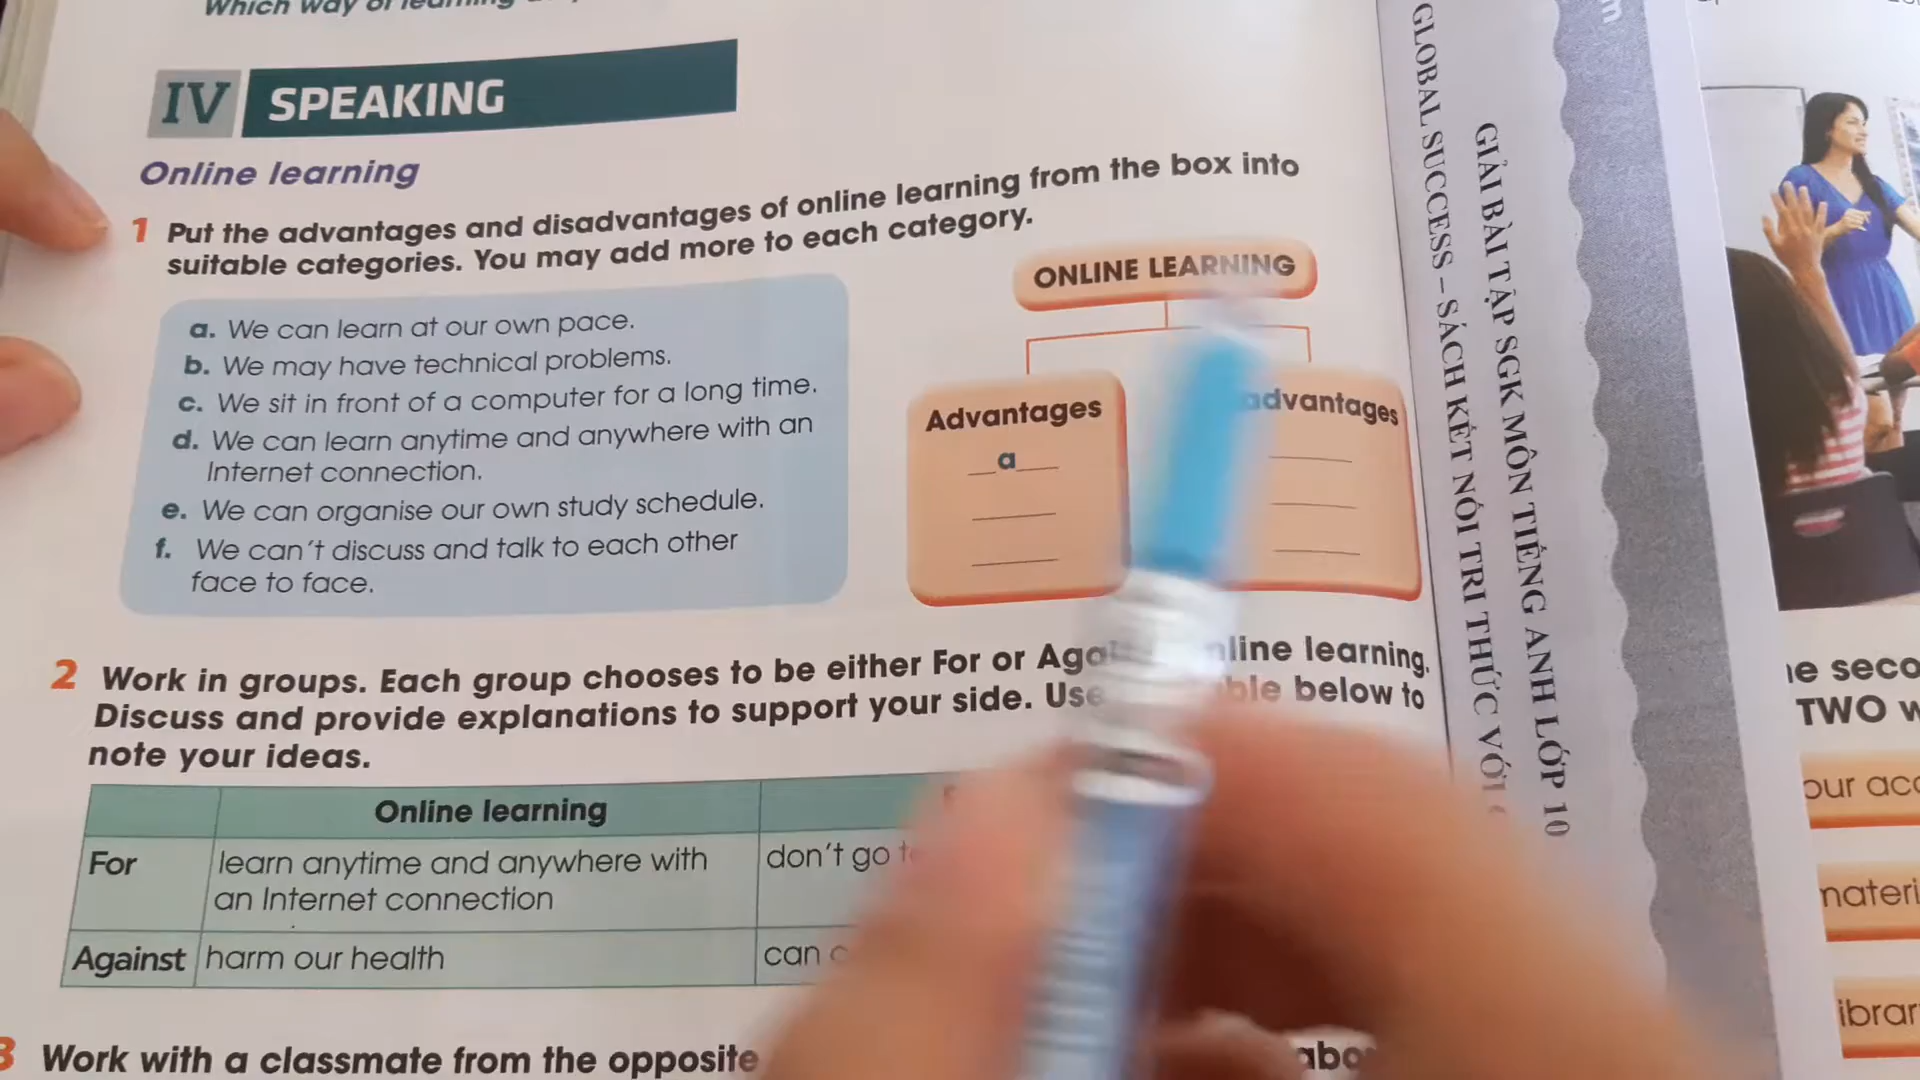 Which way of learning
IV SPEAKING
Online learning
1 Put the advantages and disadvantages of online learning from the box into
suitable categories. You may add more to each category.
a. We can learn at our own pace.
b. We may have technical problems.
c. We sit in front of a computer for a long time.
d. We can learn anytime and anywhere with an
Internet connection.
e. We can organise our own study schedule.
f. We can't discuss and talk to each other
face to face.
ONLINE LEARNING
Advantages
a
advantages
2 Work in groups. Each group chooses to be either For or Aga nline learning.
Discuss and provide explanations to support your side. Use ble below to
note your ideas.
Online learning
For
learn anytime and anywhere with
an Internet connection
don't go
Against
harm our health
can
3 Work with a classmate from the opposite abo
GLOBAL SUCCESS – SÁCH KẾT NỐI TRI THỨC VỚI
GIẢI BÀI TẬP SGK MÔN TIẾNG ANH LỚP 10
m
e seco
TWO w
our acc
materi
ibrar